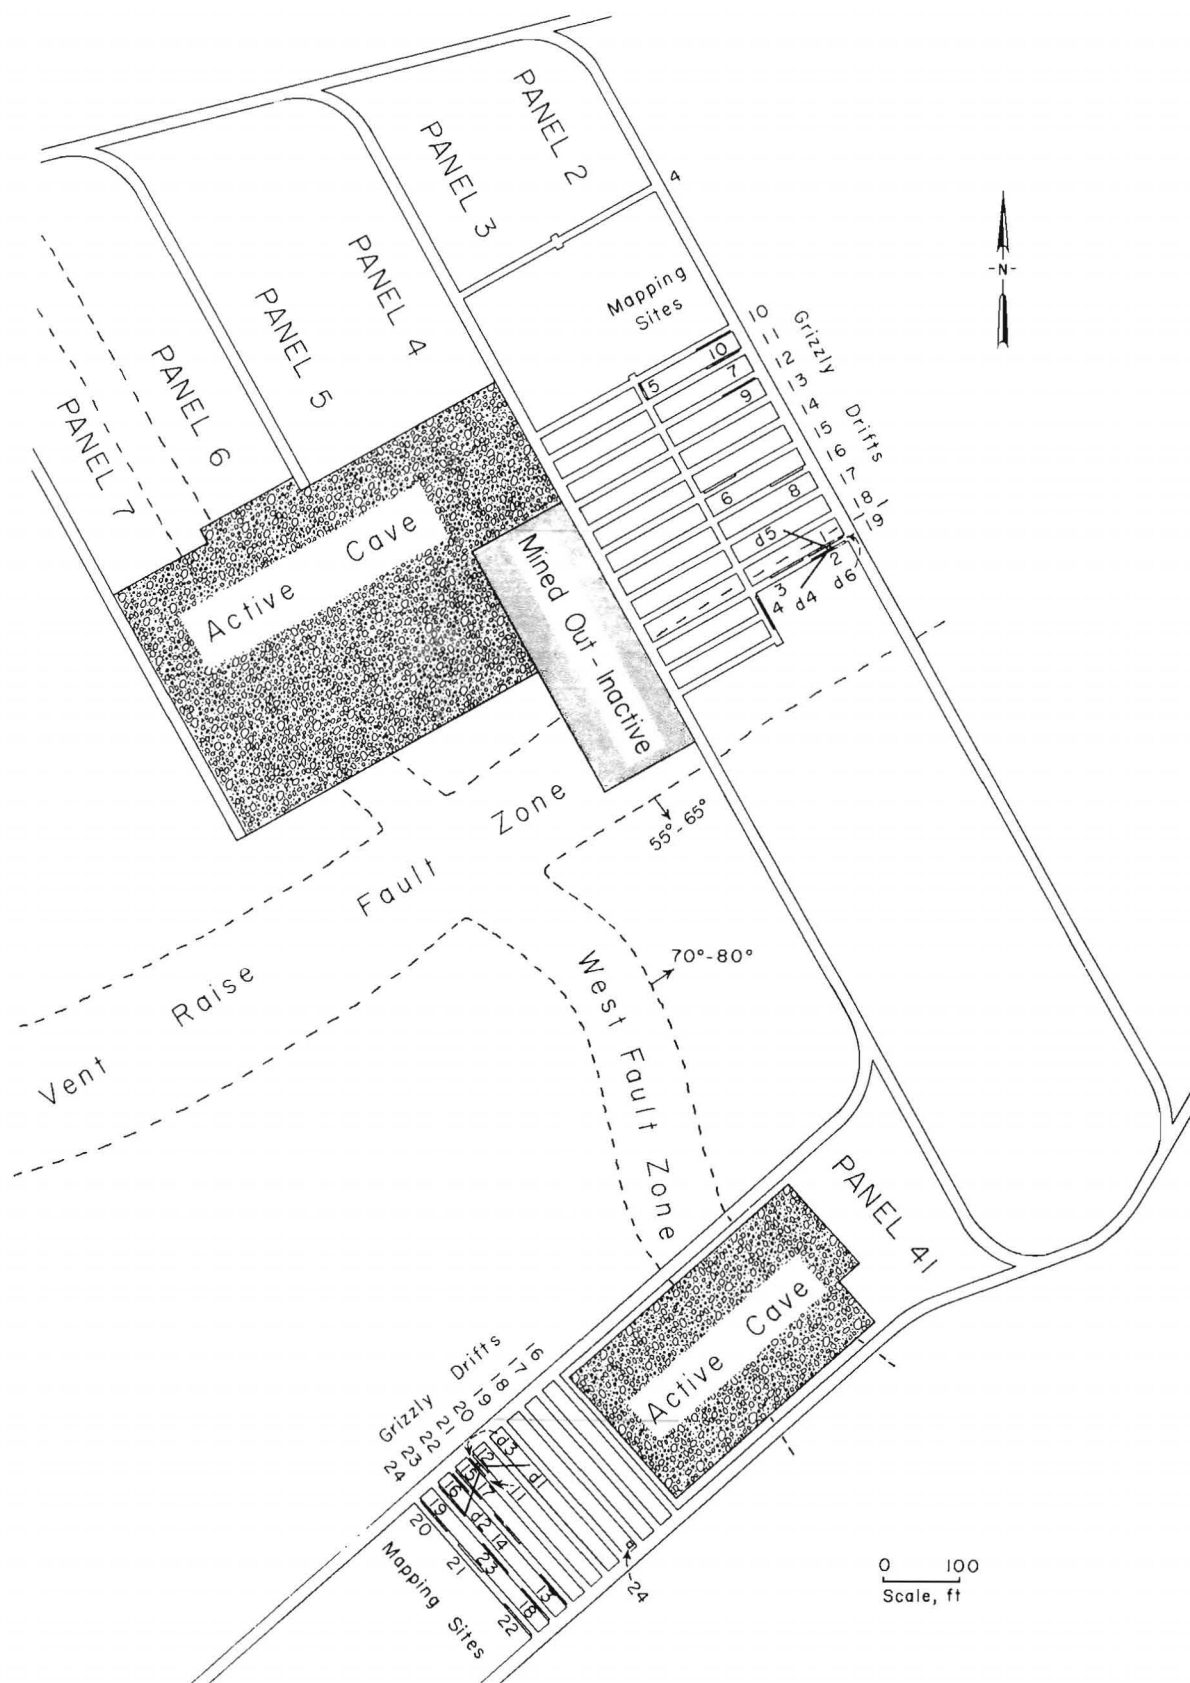 PANEL 2
PANEL 3
4
PANEL 4
PANEL 5
PANEL 6
PANEL 7
-N-
Mapping
Sites
Grizzly Drifts
10
11
12
13
14
15
16
17
18
19
10
5
7
9
6
8
d5
1
2
3
4
d4
d6
Active Cave
Mined Out - Inactive
55°-65°
Vent Raise Fault Zone
70°-80°
West Fault Zone
PANEL 41
Active Cave
Grizzly Drifts
16
17
18
19
20
21
22
23
24
d3
12
d1
15
11
17
16
d2
19
14
20
23
21
13
18
22
24
Mapping Sites
0 100
Scale, ft